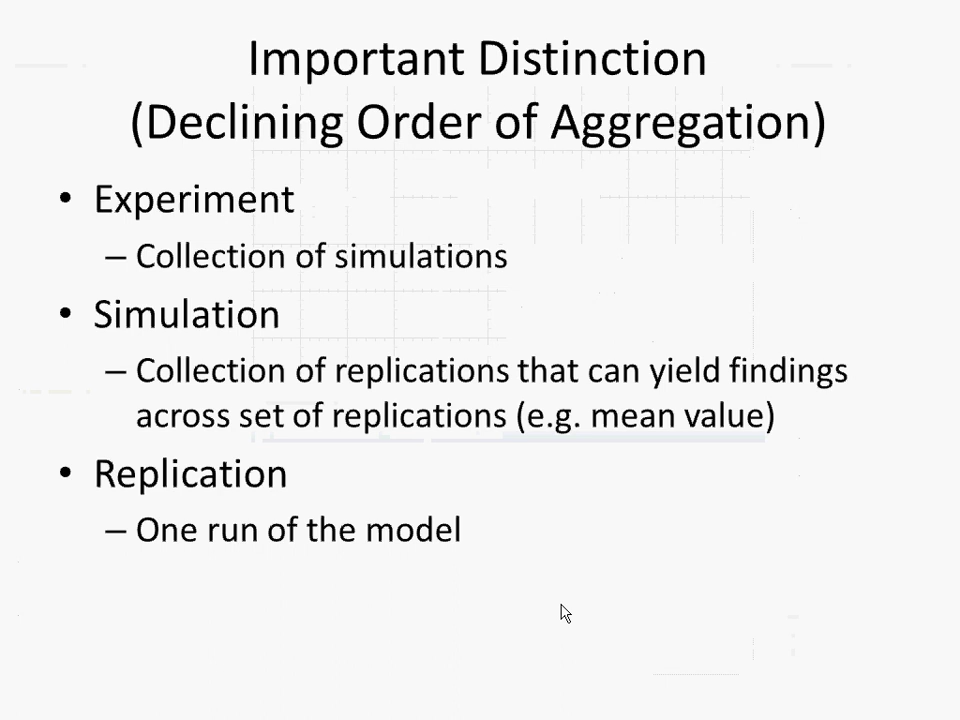 Important Distinction
(Declining Order of Aggregation)
• Experiment
– Collection of simulations
• Simulation
– Collection of replications that can yield findings
across set of replications (e.g. mean value)
• Replication
– One run of the model